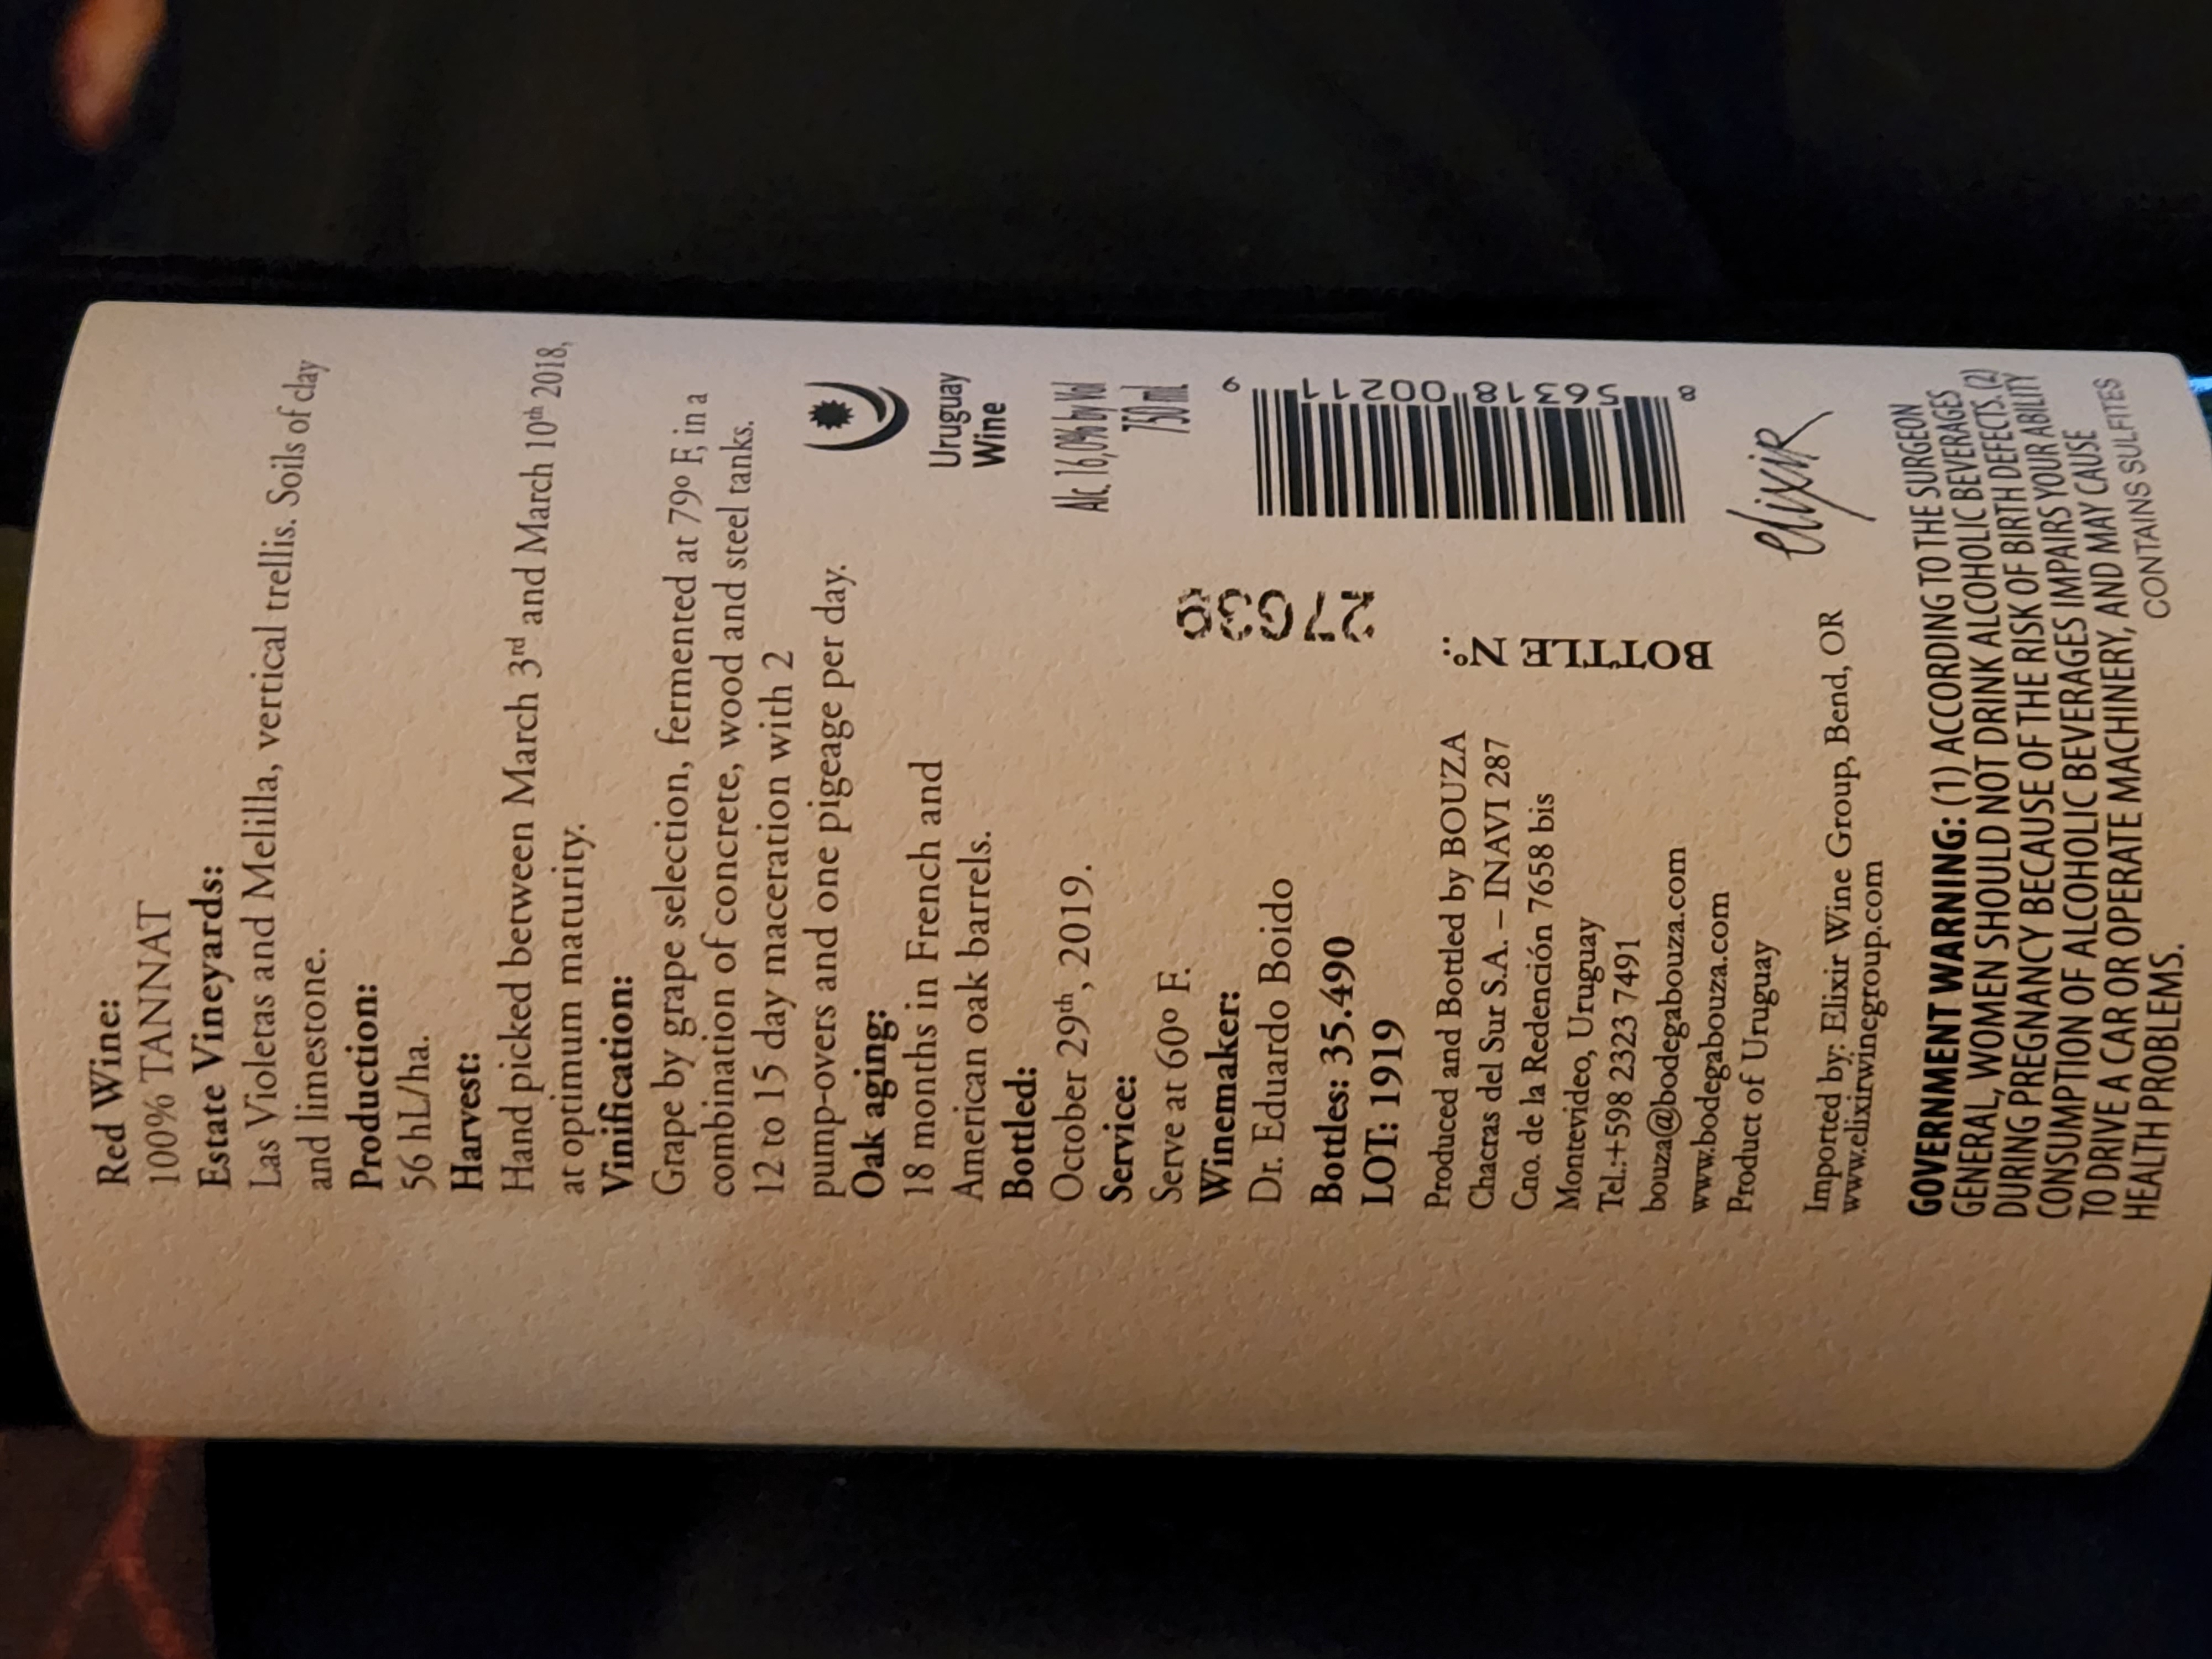 Red Wine:
100% TANNAT
Estate Vineyards:
Las Violetas and Melilla, vertical trellis. Soils of clay
and limestone.
Production:
56 hL/ha.
Harvest:
Hand picked between March 3rd and March 10th 2018,
at optimum maturity.
Vinification:
Grape by grape selection, fermented at 79º F, in a
combination of concrete, wood and steel tanks.
12 to 15 day maceration with 2
pump-overs and one pigeage per day.
Oak aging:
18 months in French and
American oak barrels.
Bottled:
October 29th, 2019.
Service:
Serve at 60º F.
Winemaker:
Dr. Eduardo Boido
Bottles: 35.490
LOT: 1919
Uruguay
Wine
Alc. 16,0% by Vol
750 ml
8 56318 00211 9
BOTTLE Nº:
Produced and Bottled by BOUZA
Chacras del Sur S.A. – INAVI 287
Cno. de la Redención 7658 bis
Montevideo, Uruguay
Tel.:+598 2323 7491
bouza@bodegabouza.com
www.bodegabouza.com
Product of Uruguay
elixir
Imported by: Elixir Wine Group, Bend, OR
www.elixirwinegroup.com
GOVERNMENT WARNING: (1) ACCORDING TO THE SURGEON
GENERAL, WOMEN SHOULD NOT DRINK ALCOHOLIC BEVERAGES
DURING PREGNANCY BECAUSE OF THE RISK OF BIRTH DEFECTS. (2)
CONSUMPTION OF ALCOHOLIC BEVERAGES IMPAIRS YOUR ABILITY
TO DRIVE A CAR OR OPERATE MACHINERY, AND MAY CAUSE
HEALTH PROBLEMS.
CONTAINS SULFITES